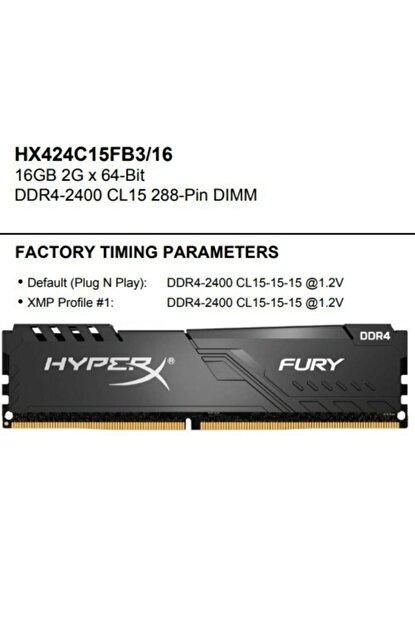 HX424C15FB3/16
16GB 2G x 64-Bit
DDR4-2400 CL15 288-Pin DIMM
FACTORY TIMING PARAMETERS
• Default (Plug N Play): DDR4-2400 CL15-15-15 @1.2V
• XMP Profile #1: DDR4-2400 CL15-15-15 @1.2V
DDR4
HYPERX® FURY